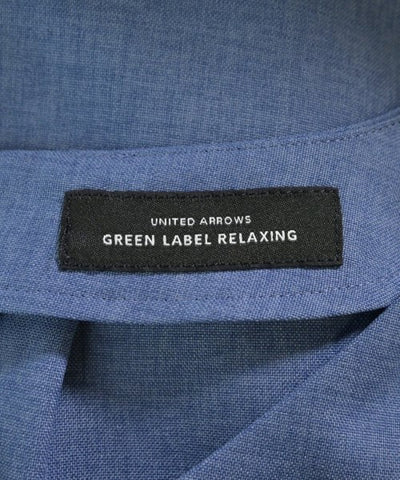 UNITED ARROWS
GREEN LABEL RELAXING